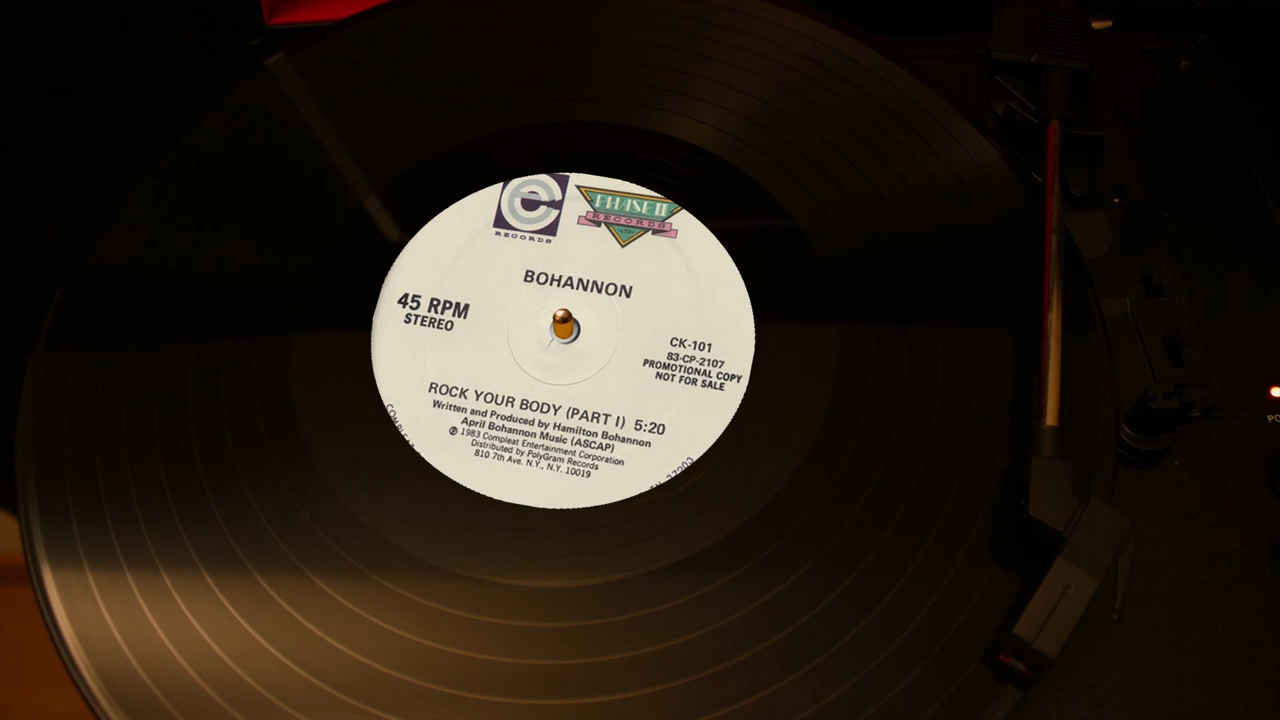 e
RECORDS
PHASE II
RECORDS
BOHANNON
45 RPM
STEREO
CK-101
83-CP-2107
PROMOTIONAL COPY
NOT FOR SALE
ROCK YOUR BODY (PART I) 5:20
Written and Produced by Hamilton Bohannon
April Bohannon Music (ASCAP)
℗ 1983 Compleat Entertainment Corporation
Distributed by PolyGram Records
810 7th Ave. N.Y., N.Y. 10019